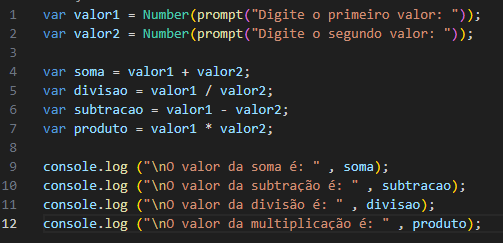 1 var valor1 = Number(prompt("Digite o primeiro valor: "));
2 var valor2 = Number(prompt("Digite o segundo valor: "));
3
4 var soma = valor1 + valor2;
5 var divisao = valor1 / valor2;
6 var subtracao = valor1 - valor2;
7 var produto = valor1 * valor2;
8
9 console.log ("\nO valor da soma é: " , soma);
10 console.log ("\nO valor da subtração é: " , subtracao);
11 console.log ("\nO valor da divisão é: " , divisao);
12 console.log ("\nO valor da multiplicação é: " , produto);